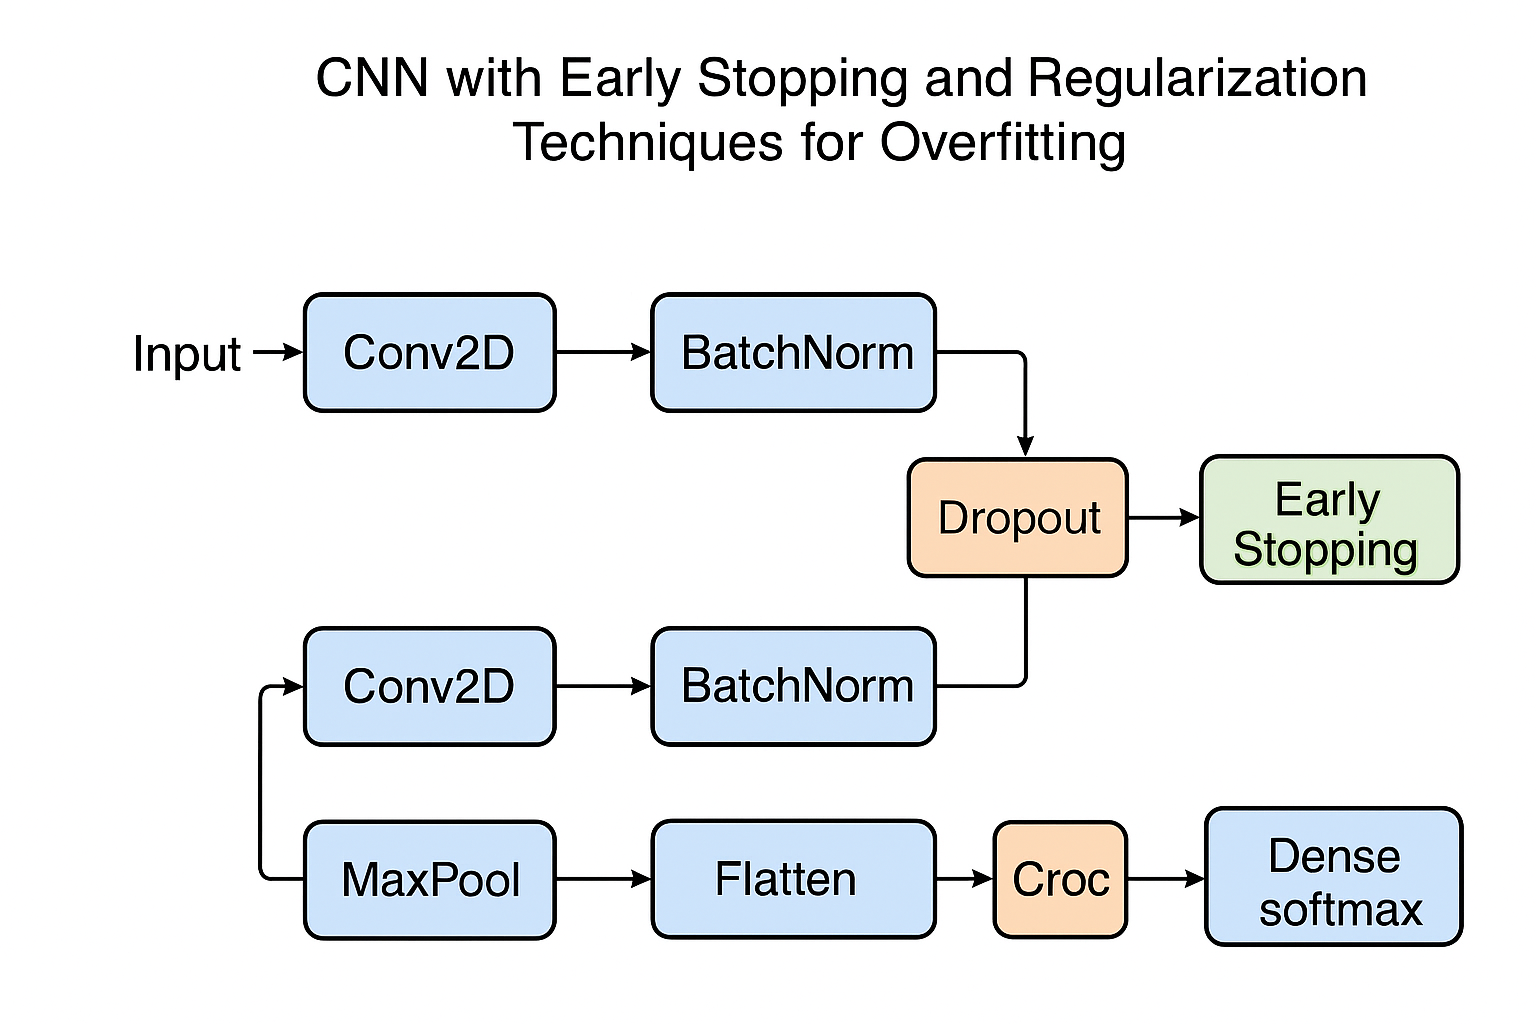 CNN with Early Stopping and Regularization
Techniques for Overfitting
Input
Conv2D
BatchNorm
Dropout
Early
Stopping
Conv2D
BatchNorm
MaxPool
Flatten
Croc
Dense
softmax